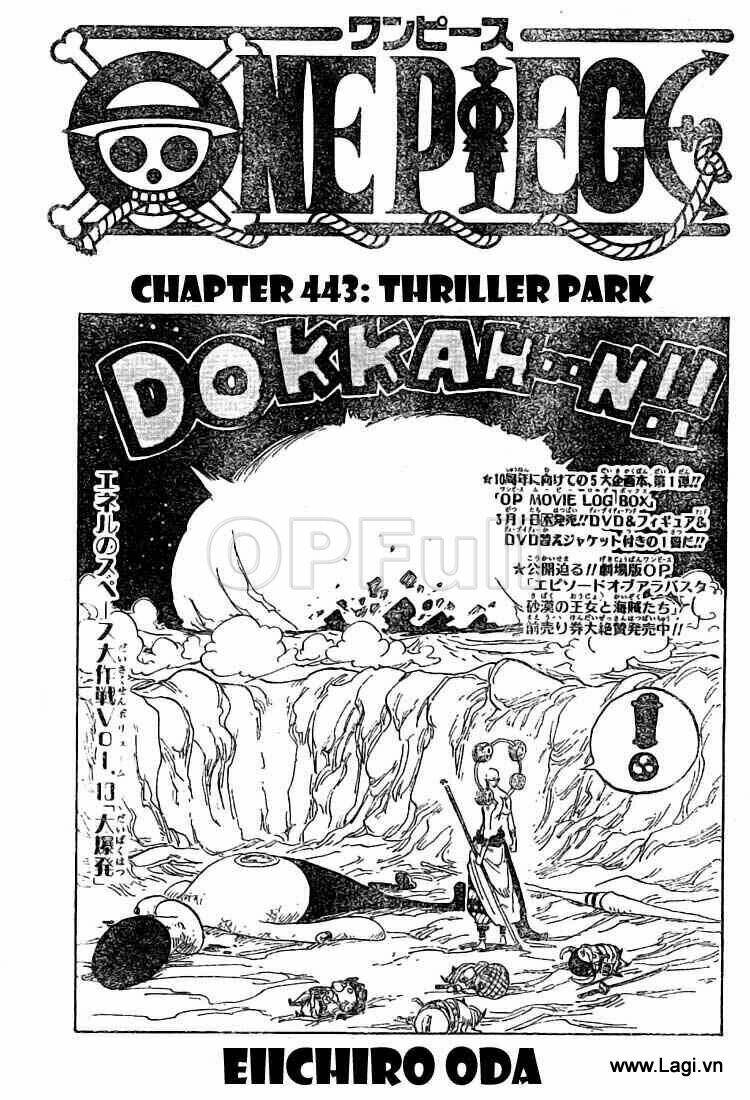 ワンピース
ONE PIECE
CHAPTER 443: THRILLER PARK
DOKKAH--N!!
★10周年に向けての5大企画本、第1弾!!
「OP MOVIE LOG BOX」
3月1日(木)発売!!DVD&フィギュア&
DVD替えジャケット付きの1冊だ!!
★公開迫る!!劇場版OP
「エピソードオブアラバスタ
砂漠の王女と海賊たち」
前売り券大絶賛発売中!!
エネルのスペース大作戦Vol.13「大爆発」
OPFull
!
EIICHIRO ODA
www.Lagi.vn